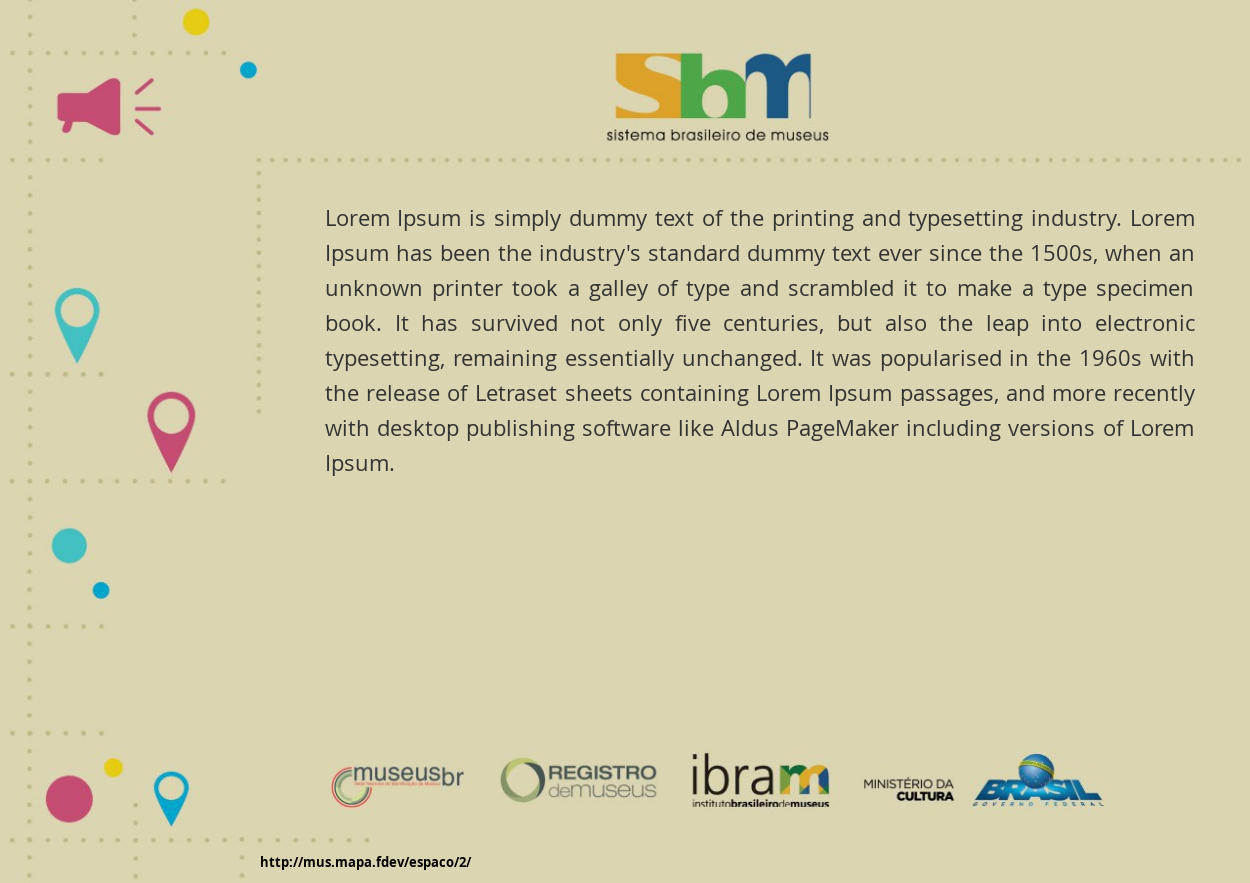 sbm
sistema brasileiro de museus
Lorem Ipsum is simply dummy text of the printing and typesetting industry. Lorem
Ipsum has been the industry's standard dummy text ever since the 1500s, when an
unknown printer took a galley of type and scrambled it to make a type specimen
book. It has survived not only five centuries, but also the leap into electronic
typesetting, remaining essentially unchanged. It was popularised in the 1960s with
the release of Letraset sheets containing Lorem Ipsum passages, and more recently
with desktop publishing software like Aldus PageMaker including versions of Lorem
Ipsum.
museusbr
REGISTRO
deMUSEUS
ibram
institutobrasileirodemuseus
MINISTÉRIO DA
CULTURA
BRASIL
GOVERNO FEDERAL
http://mus.mapa.fdev/espaco/2/